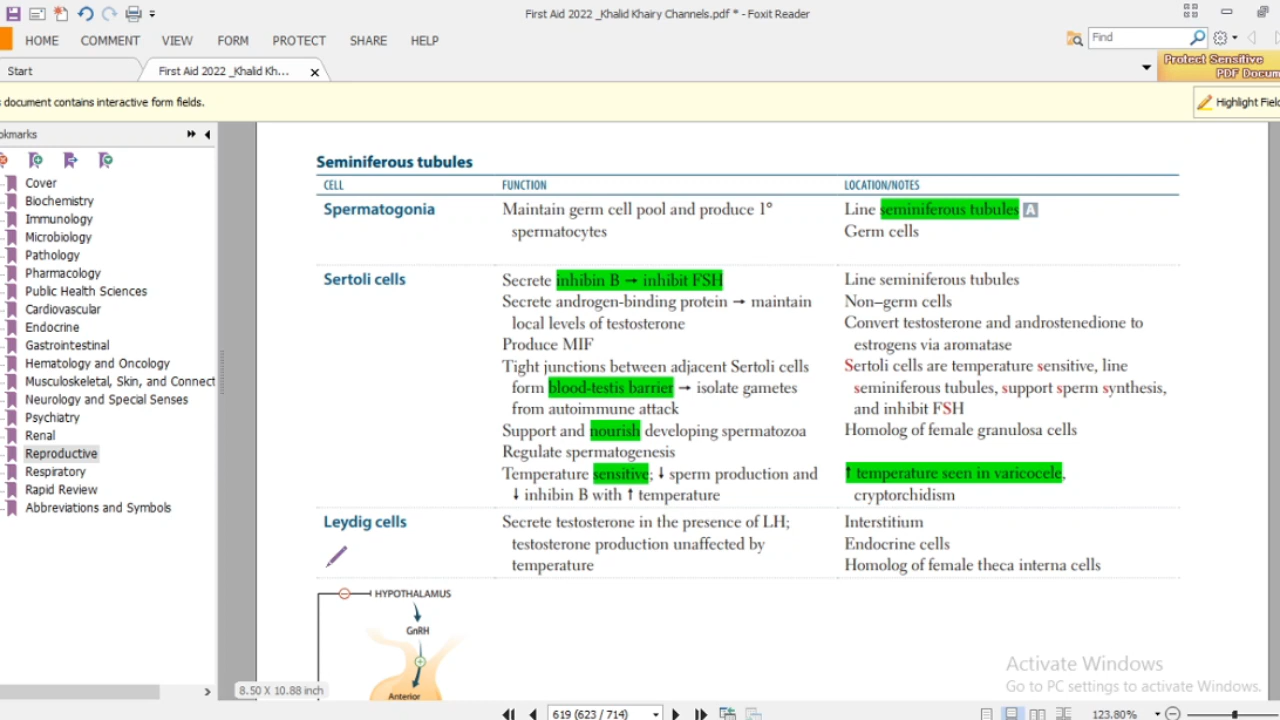 First Aid 2022 _Khalid Khairy Channels.pdf * - Foxit Reader
HOME COMMENT VIEW FORM PROTECT SHARE HELP
Find
Start
First Aid 2022 _Khalid Kh...
Protect Sensitive
PDF Docum
document contains interactive form fields.
Highlight Field
okmarks
Cover
Biochemistry
Immunology
Microbiology
Pathology
Pharmacology
Public Health Sciences
Cardiovascular
Endocrine
Gastrointestinal
Hematology and Oncology
Musculoskeletal, Skin, and Connect
Neurology and Special Senses
Psychiatry
Renal
Reproductive
Respiratory
Rapid Review
Abbreviations and Symbols
Seminiferous tubules
CELL FUNCTION LOCATION/NOTES
Spermatogonia
Maintain germ cell pool and produce 1°
spermatocytes
Line seminiferous tubules A
Germ cells
Sertoli cells
Secrete inhibin B → inhibit FSH
Secrete androgen-binding protein → maintain
local levels of testosterone
Produce MIF
Tight junctions between adjacent Sertoli cells
form blood-testis barrier → isolate gametes
from autoimmune attack
Support and nourish developing spermatozoa
Regulate spermatogenesis
Temperature sensitive; ↓ sperm production and
↓ inhibin B with ↑ temperature
Line seminiferous tubules
Non–germ cells
Convert testosterone and androstenedione to
estrogens via aromatase
Sertoli cells are temperature sensitive, line
seminiferous tubules, support sperm synthesis,
and inhibit FSH
Homolog of female granulosa cells
↑ temperature seen in varicocele,
cryptorchidism
Leydig cells
Secrete testosterone in the presence of LH;
testosterone production unaffected by
temperature
Interstitium
Endocrine cells
Homolog of female theca interna cells
HYPOTHALAMUS
GnRH
Anterior
Activate Windows
Go to PC settings to activate Windows.
8.50 X 10.88 inch
619 (623 / 714)
123.80%